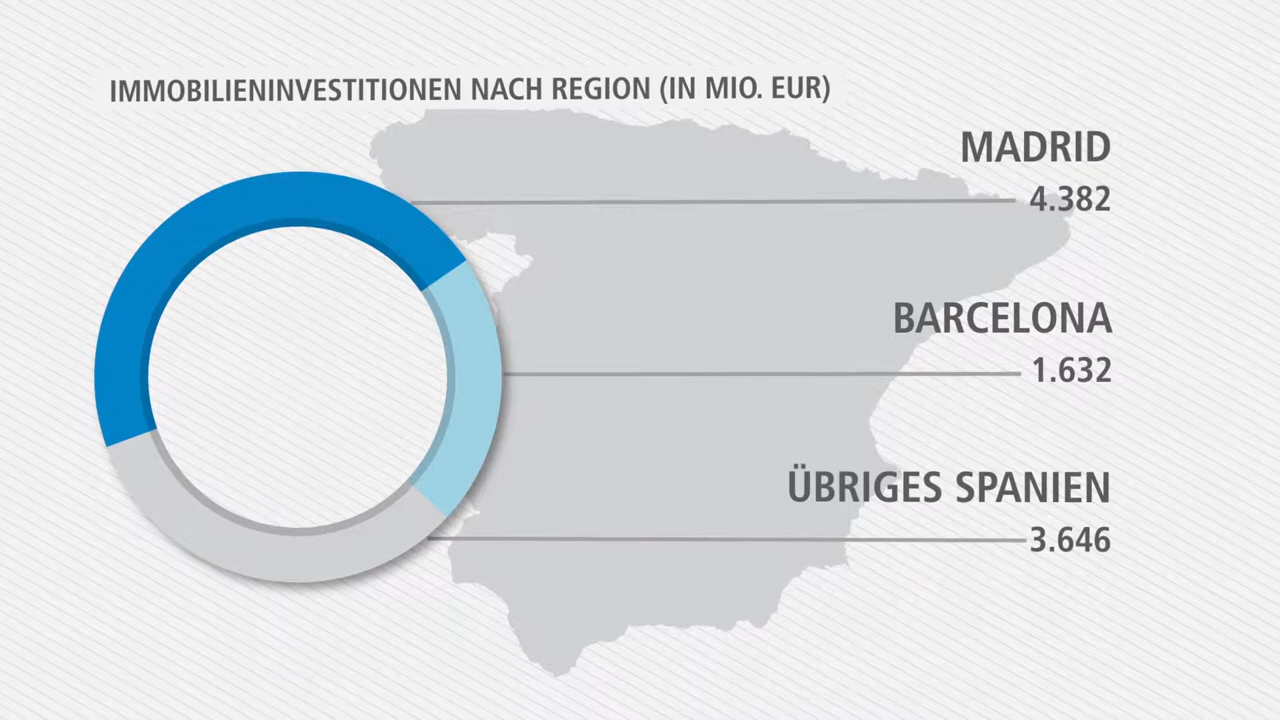 IMMOBILIENINVESTITIONEN NACH REGION (IN MIO. EUR)
MADRID
4.382
BARCELONA
1.632
ÜBRIGES SPANIEN
3.646